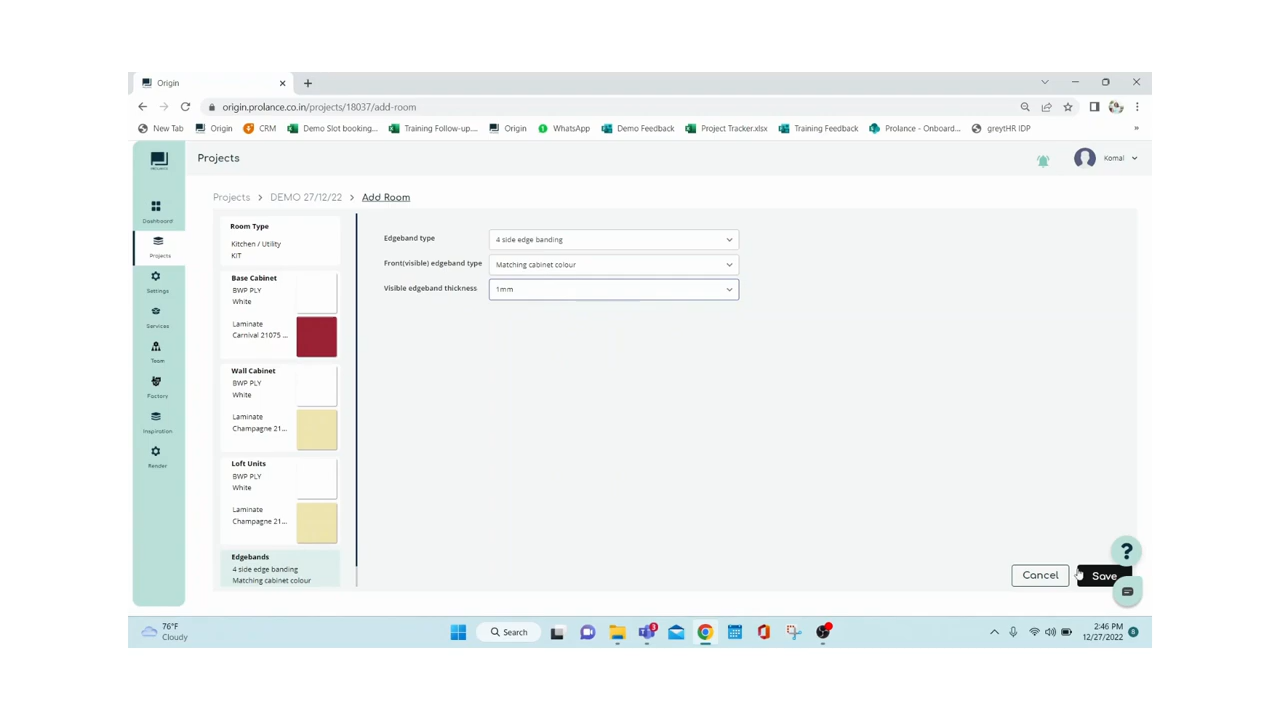 Origin
origin.prolance.co.in/projects/18037/add-room
New Tab
Origin
CRM
Demo Slot booking...
Training Follow-up...
Origin
WhatsApp
Demo Feedback
Project Tracker.xlsx
Training Feedback
Prolance - Onboard...
greytHR IDP
»
PROLANCE
Projects
Komal
Projects > DEMO 27/12/22 > Add Room
Dashboard
Projects
Settings
Services
Team
Factory
Inspiration
Render
Room Type
Kitchen / Utility
KIT
Base Cabinet
BWP PLY
White
Laminate
Carnival 21075 ...
Wall Cabinet
BWP PLY
White
Laminate
Champagne 21...
Loft Units
BWP PLY
White
Laminate
Champagne 21...
Edgebands
4 side edge banding
Matching cabinet colour
Edgeband type
4 side edge banding
Front(visible) edgeband type
Matching cabinet colour
Visible edgeband thickness
1mm
?
Cancel
Save
76°F
Cloudy
Search
3
2:46 PM
12/27/2022
8